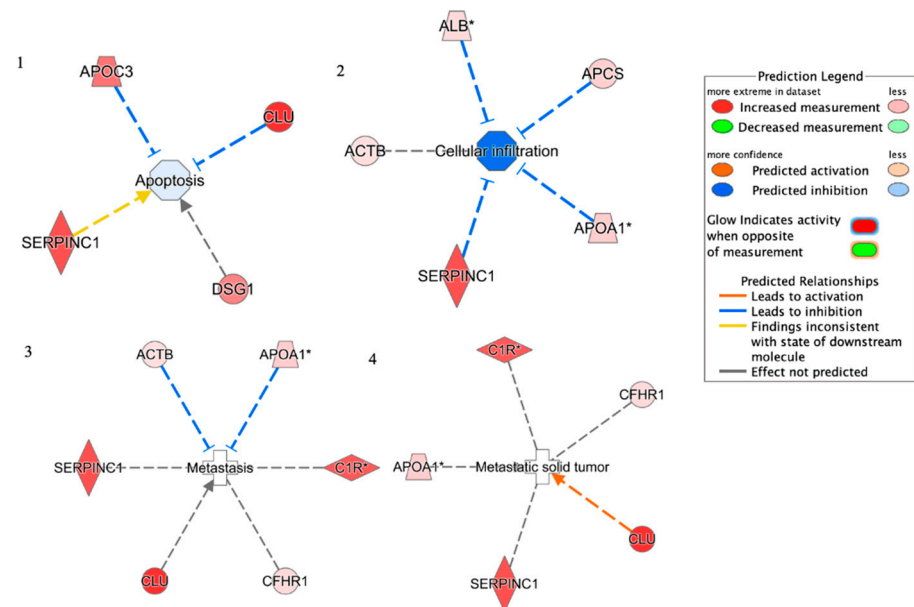 1
APOC3
CLU
Apoptosis
SERPINC1
DSG1
2
ALB*
APCS
ACTB
Cellular infiltration
APOA1*
SERPINC1
3
ACTB
APOA1*
SERPINC1
Metastasis
C1R*
CLU
CFHR1
4
C1R*
CFHR1
APOA1*
Metastatic solid tumor
CLU
SERPINC1
Prediction Legend
more extreme in dataset less
Increased measurement
Decreased measurement
more confidence less
Predicted activation
Predicted inhibition
Glow Indicates activity
when opposite
of measurement
Predicted Relationships
Leads to activation
Leads to inhibition
Findings inconsistent
with state of downstream
molecule
Effect not predicted